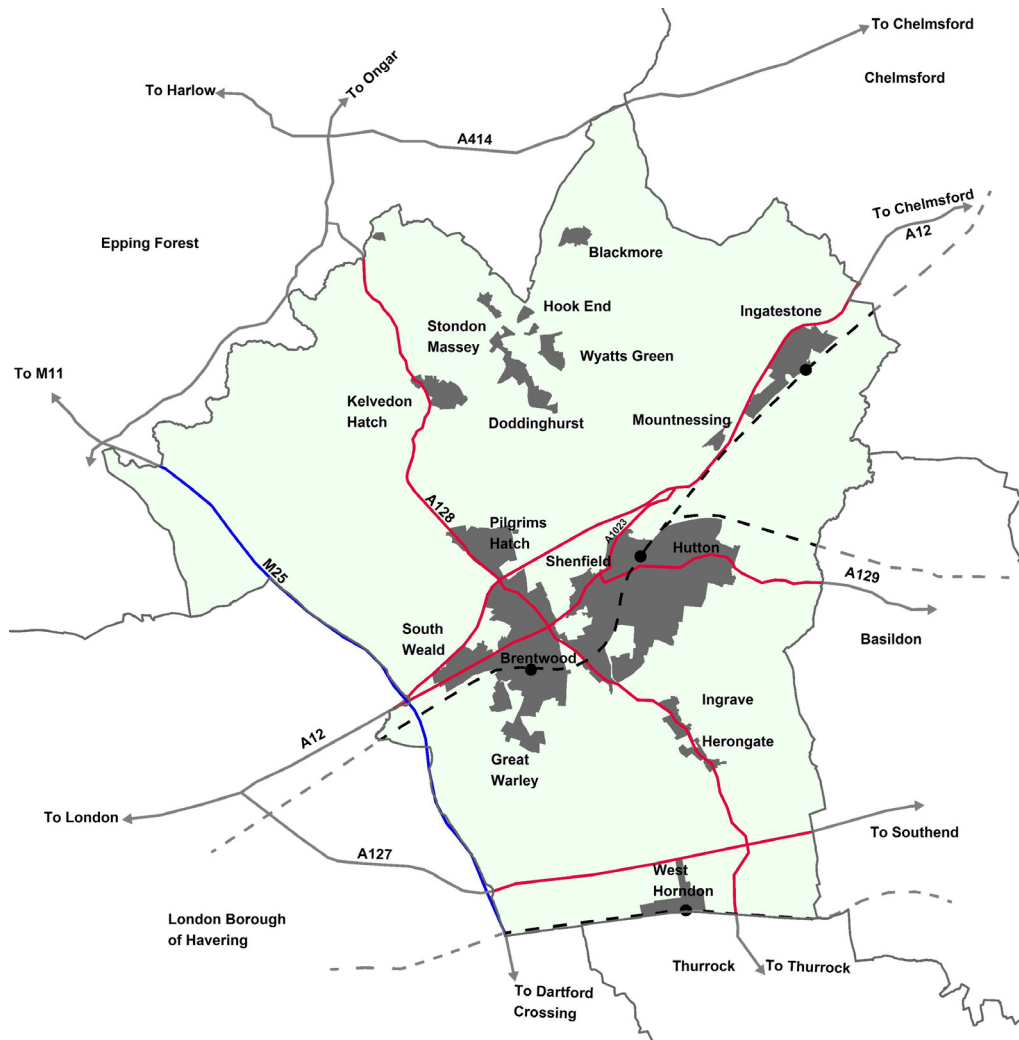 To Chelmsford
Chelmsford
To Ongar
To Harlow
A414
To Chelmsford
A12
Epping Forest
Blackmore
Hook End
Ingatestone
Stondon
Massey
Wyatts Green
To M11
Kelvedon
Hatch
Doddinghurst
Mountnessing
A128
Pilgrims
Hatch
A1023
Shenfield
Hutton
M25
A129
South
Weald
Basildon
Brentwood
Ingrave
A12
Herongate
Great
Warley
To London
To Southend
A127
West
Horndon
London Borough
of Havering
Thurrock
To Thurrock
To Dartford
Crossing